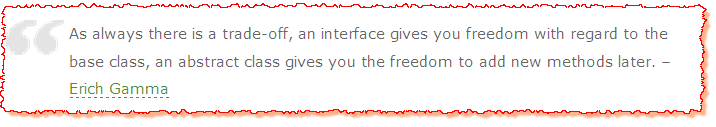 As always there is a trade-off, an interface gives you freedom with regard to the
base class, an abstract class gives you the freedom to add new methods later. –
Erich Gamma